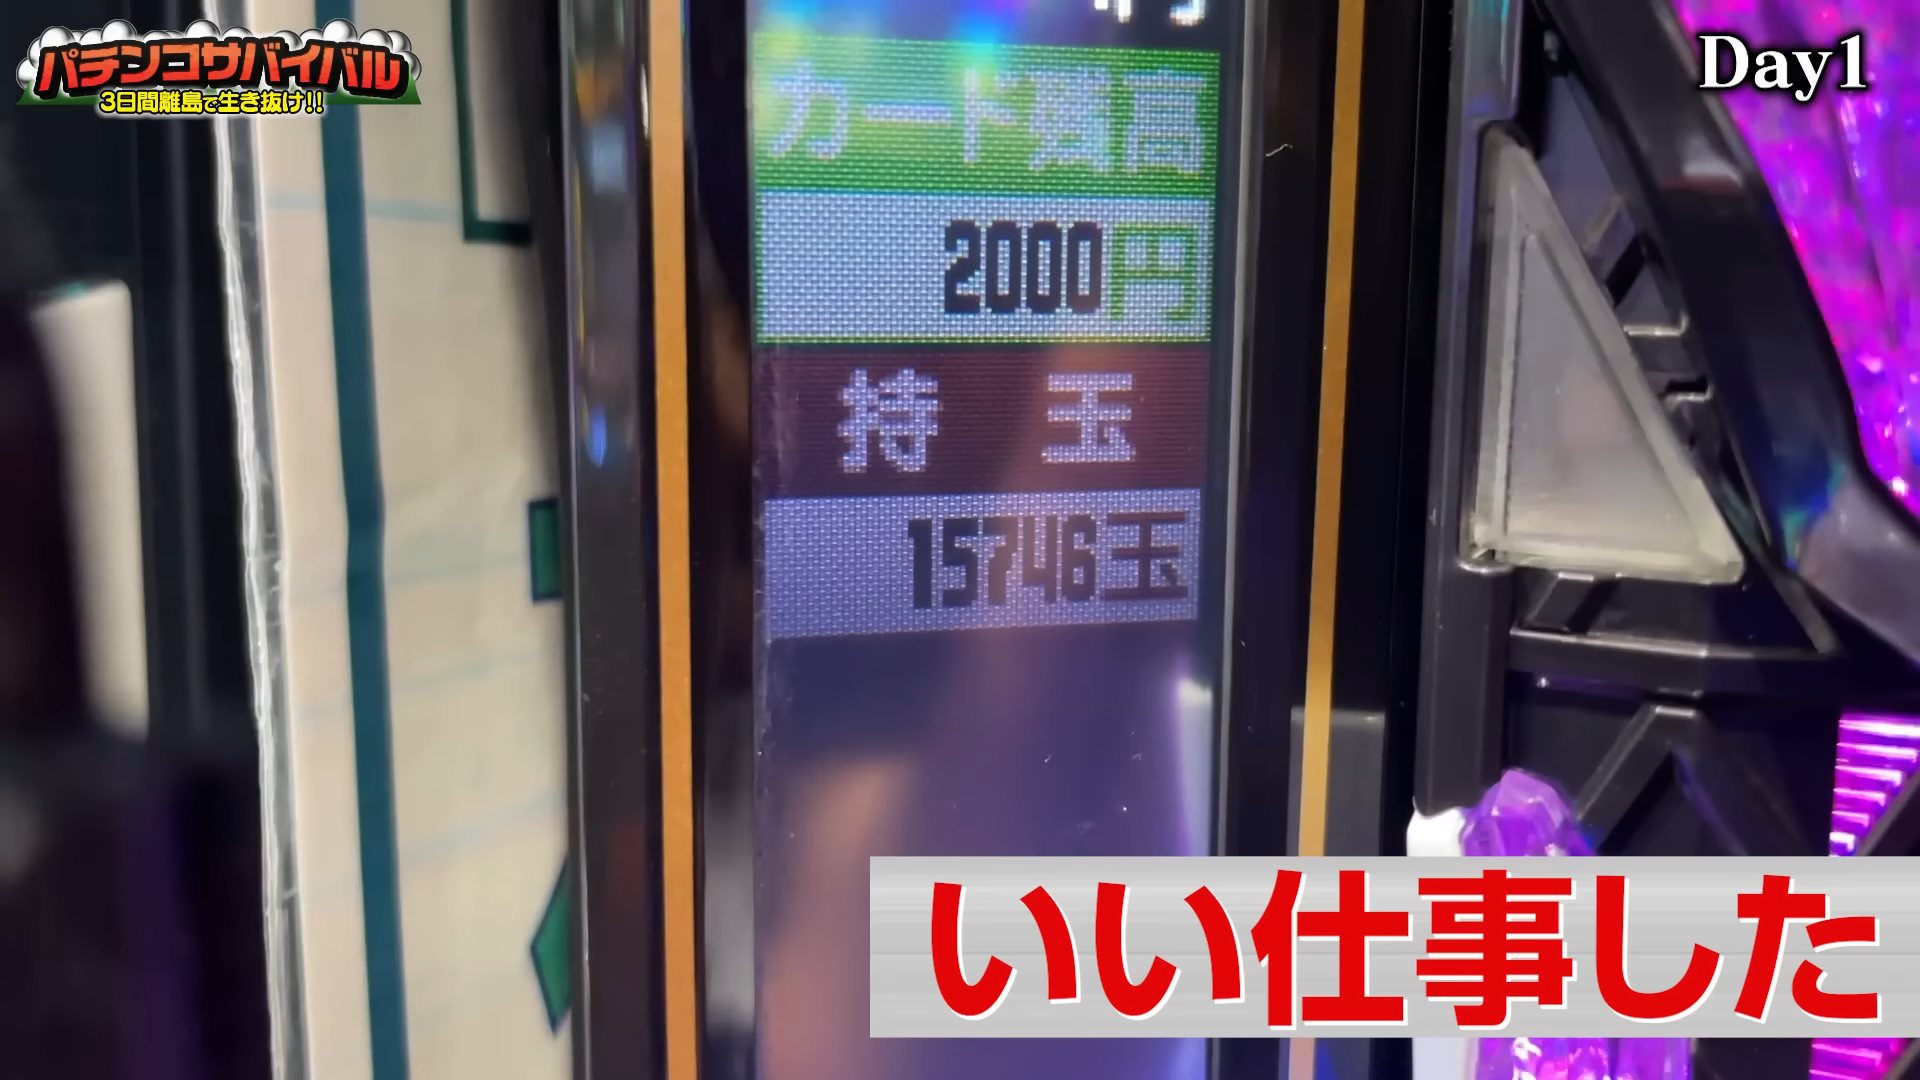 パチンコサバイバル
3日間離島で生き抜け!!
Day1
カード残高
2000円
持 玉
15746玉
いい仕事した